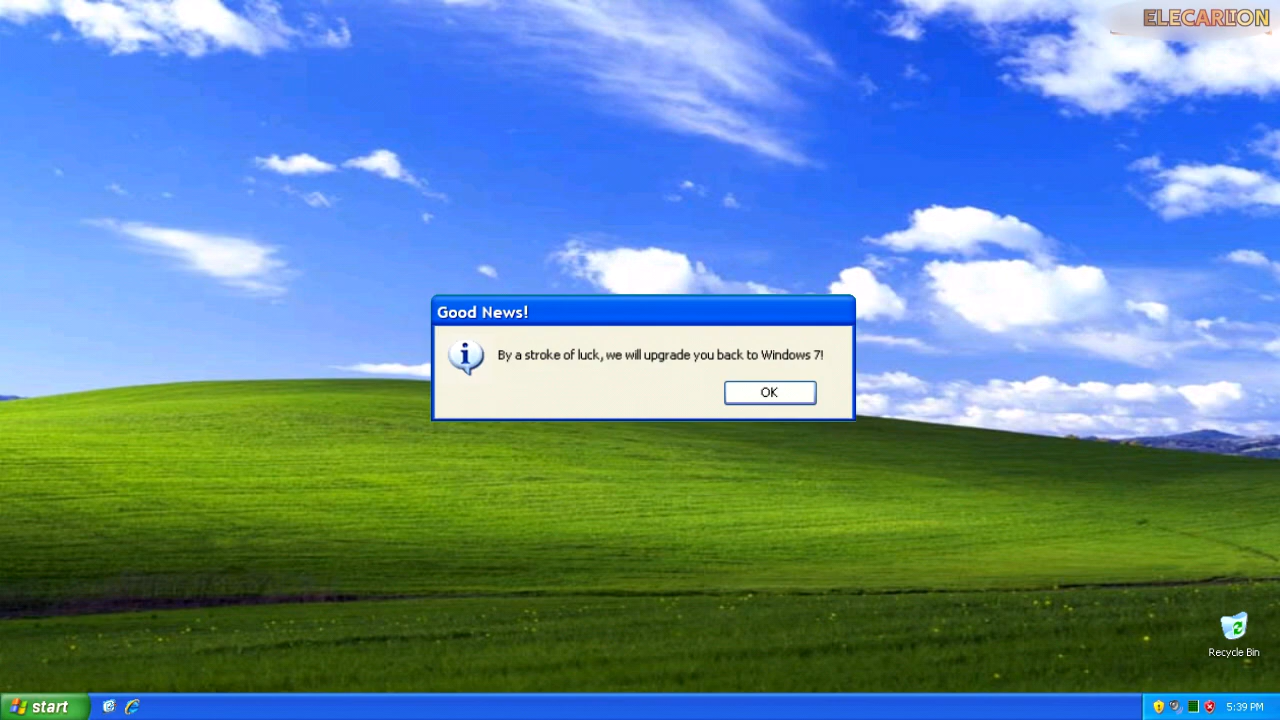 ELECARLION
Good News!
By a stroke of luck, we will upgrade you back to Windows 7!
OK
Recycle Bin
start
5:39 PM